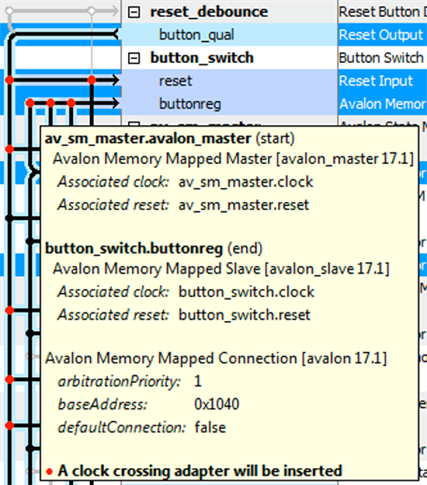 reset_debounce Reset Button D
button_qual Reset Output
button_switch Button Switch
reset Reset Input
buttonreg Avalon Memor
av_sm_master.avalon_master (start)
Avalon Memory Mapped Master [avalon_master 17.1]
Associated clock: av_sm_master.clock
Associated reset: av_sm_master.reset
button_switch.buttonreg (end)
Avalon Memory Mapped Slave [avalon_slave 17.1]
Associated clock: button_switch.clock
Associated reset: button_switch.reset
Avalon Memory Mapped Connection [avalon 17.1]
arbitrationPriority: 1
baseAddress: 0x1040
defaultConnection: false
• A clock crossing adapter will be inserted